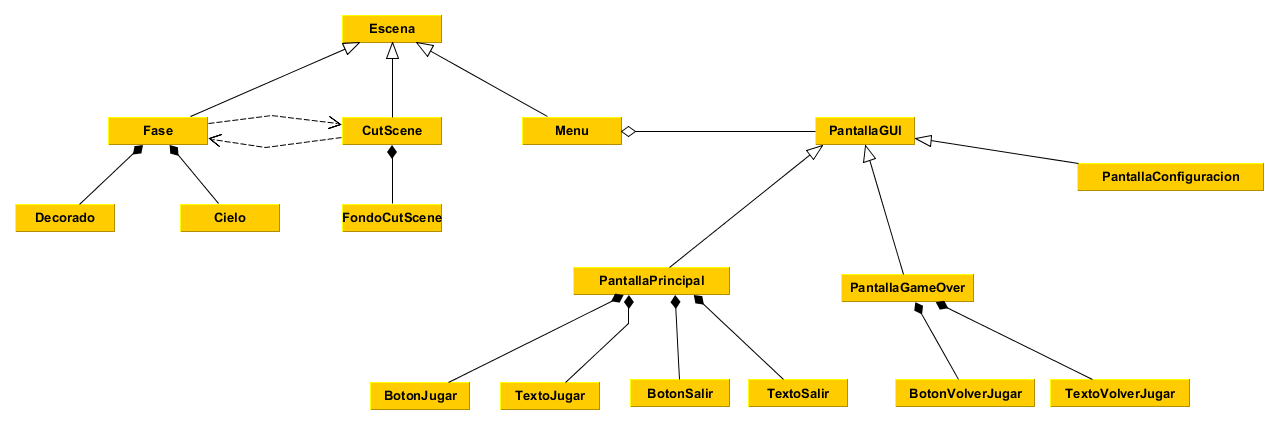 Escena
Fase
CutScene
Menu
PantallaGUI
PantallaConfiguracion
Decorado
Cielo
FondoCutScene
PantallaPrincipal
PantallaGameOver
BotonJugar
TextoJugar
BotonSalir
TextoSalir
BotonVolverJugar
TextoVolverJugar